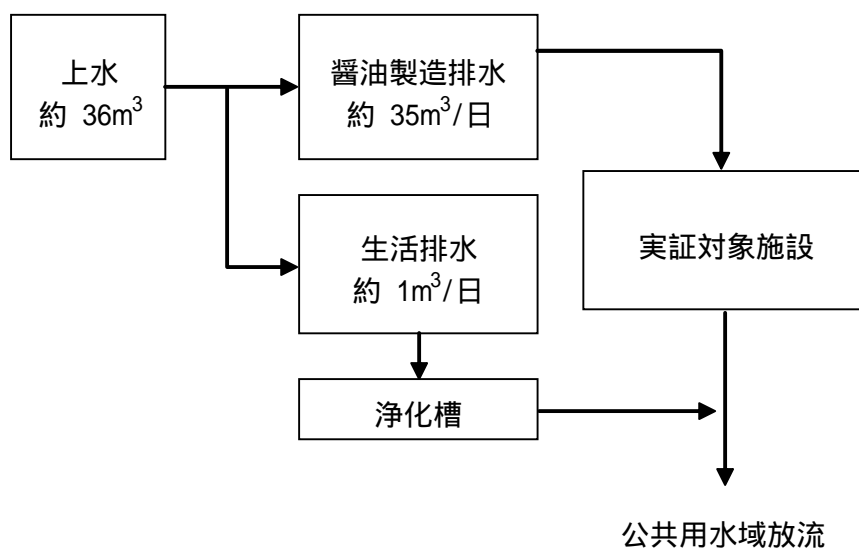 上水
約 36m³
醤油製造排水
約 35m³/日
生活排水
約 1m³/日
実証対象施設
浄化槽
公共用水域放流